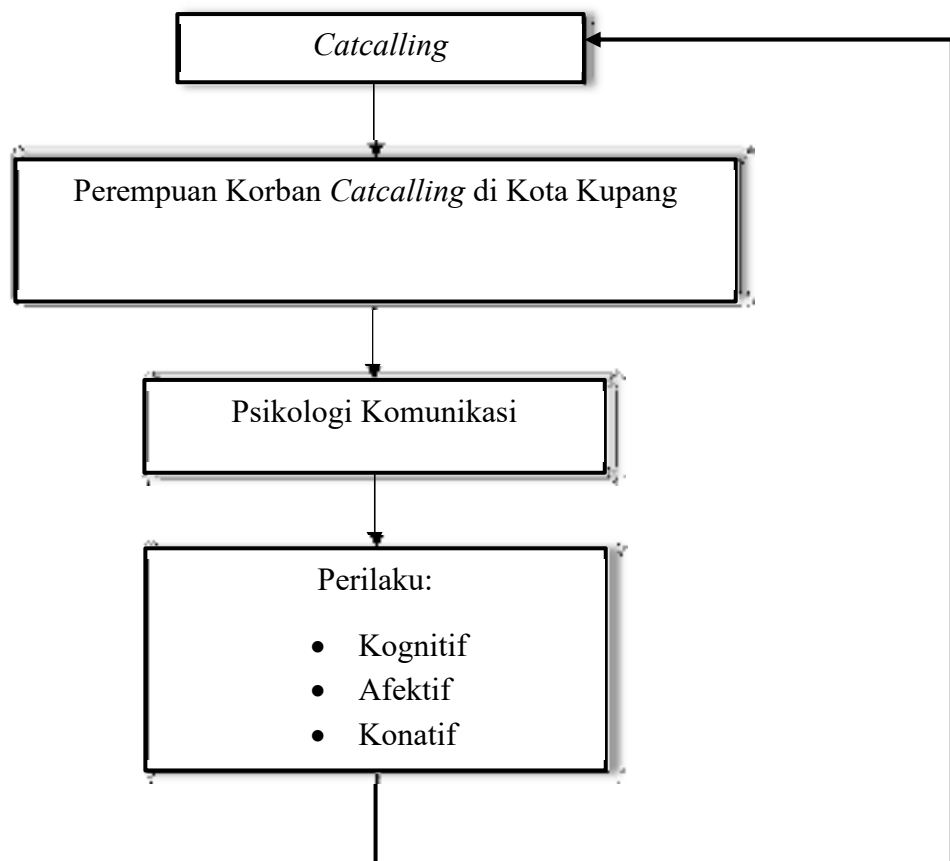 Catcalling
Perempuan Korban Catcalling di Kota Kupang
Psikologi Komunikasi
Perilaku:
• Kognitif
• Afektif
• Konatif